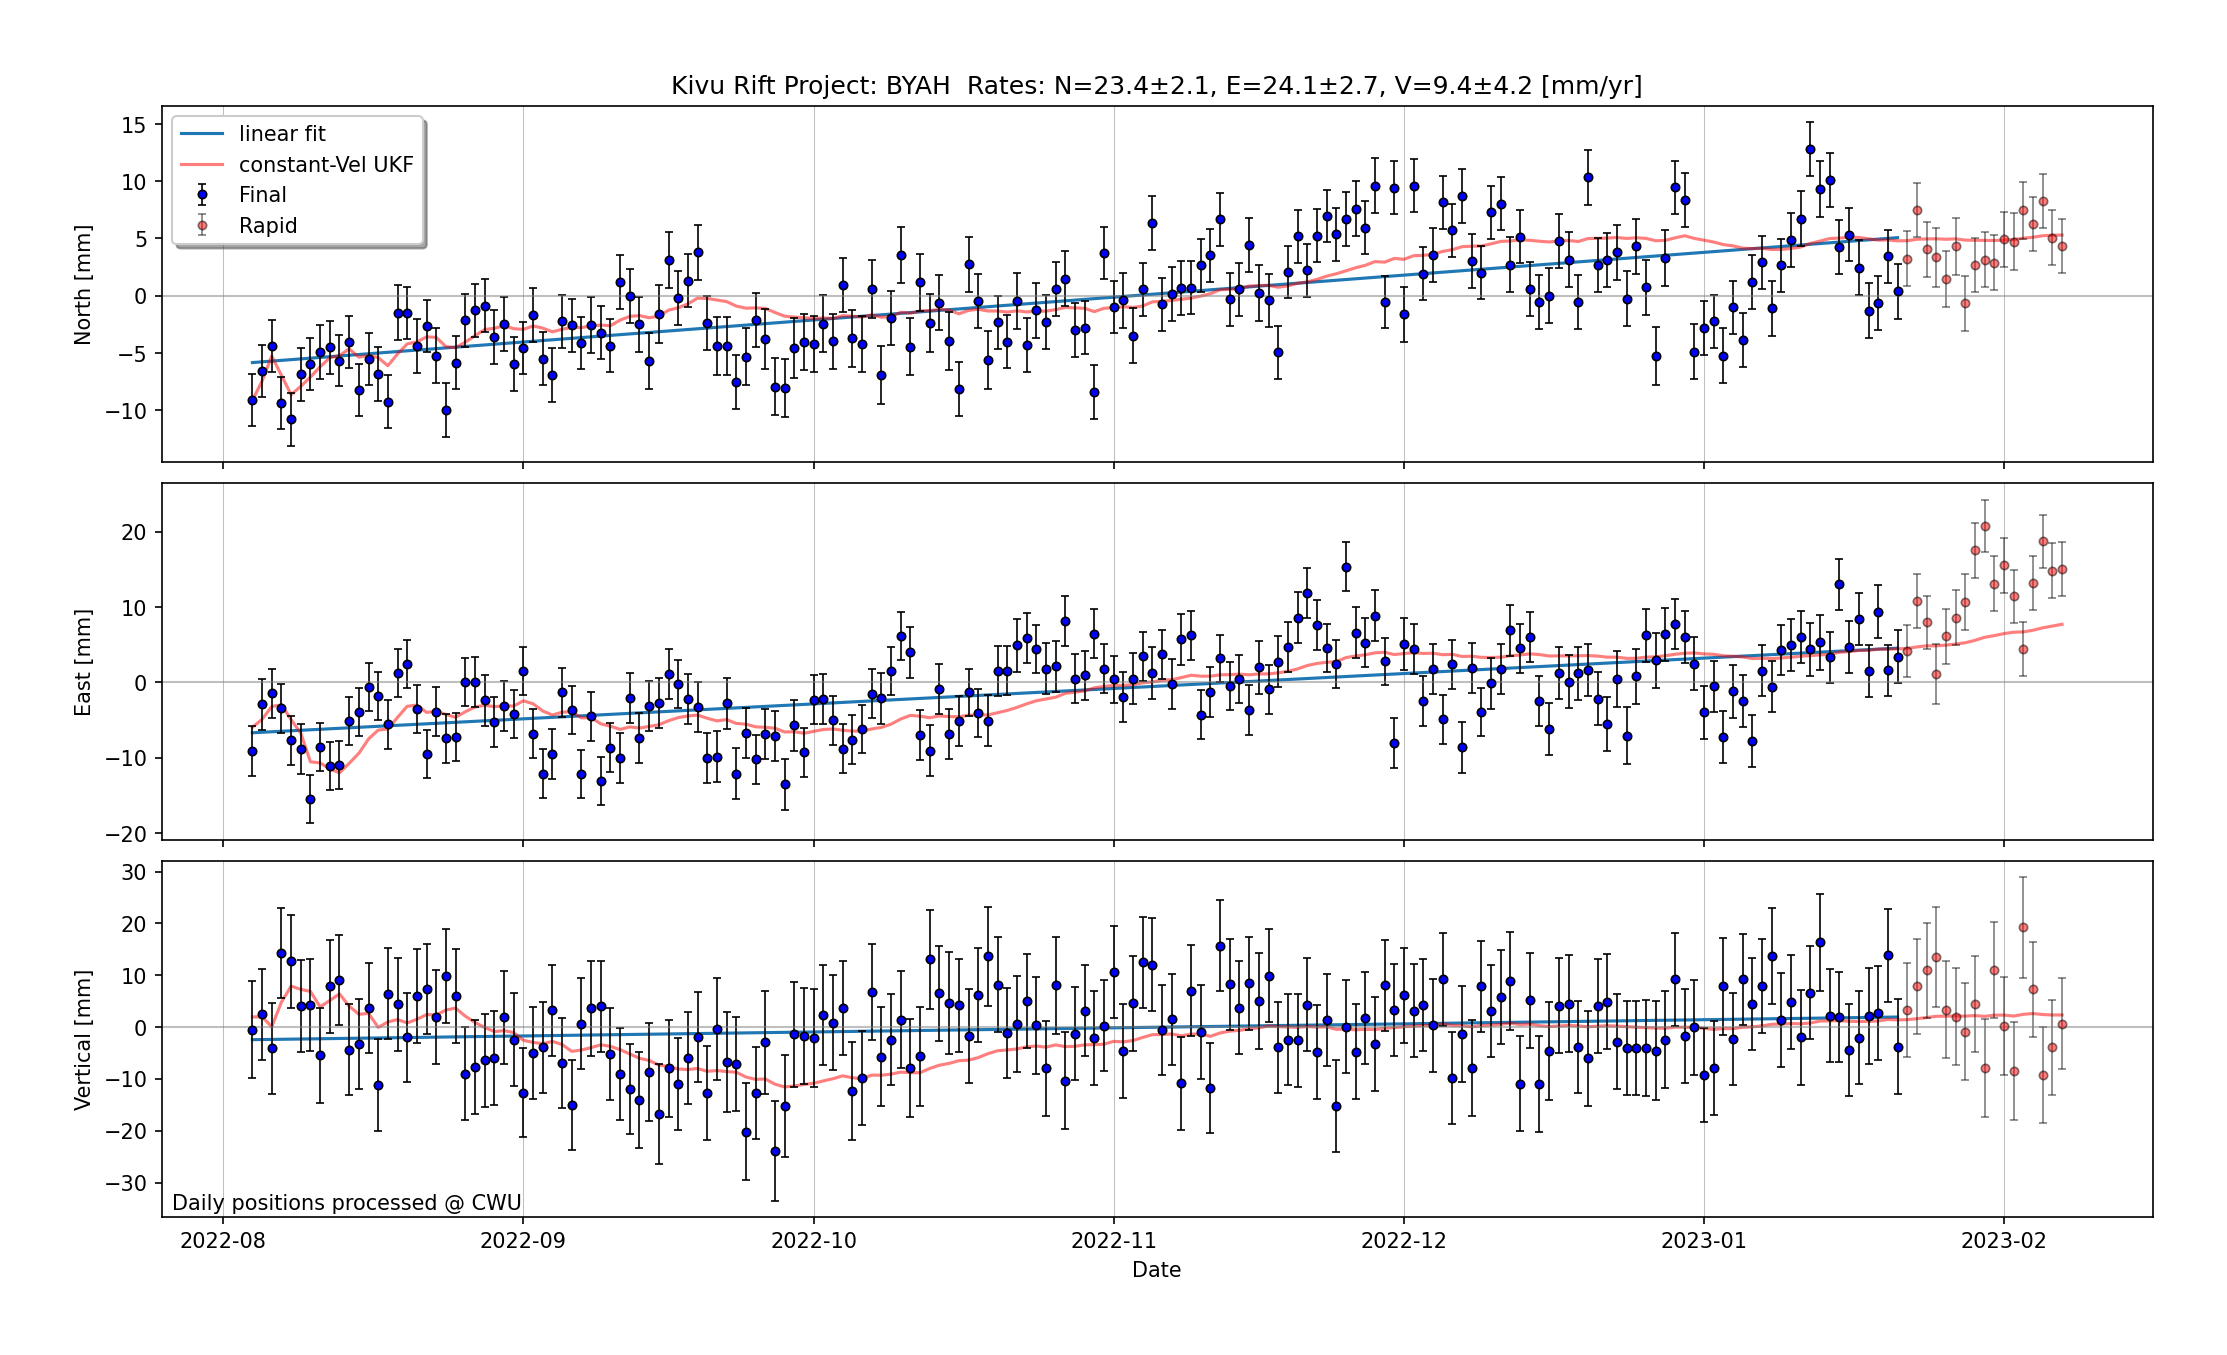 Kivu Rift Project: BYAH  Rates: N=23.4±2.1, E=24.1±2.7, V=9.4±4.2 [mm/yr]
linear fit
constant-Vel UKF
Final
Rapid
North [mm]
15
10
5
0
−5
−10
East [mm]
20
10
0
−10
−20
Vertical [mm]
30
20
10
0
−10
−20
−30
Daily positions processed @ CWU
2022-08 2022-09 2022-10 2022-11 2022-12 2023-01 2023-02
Date